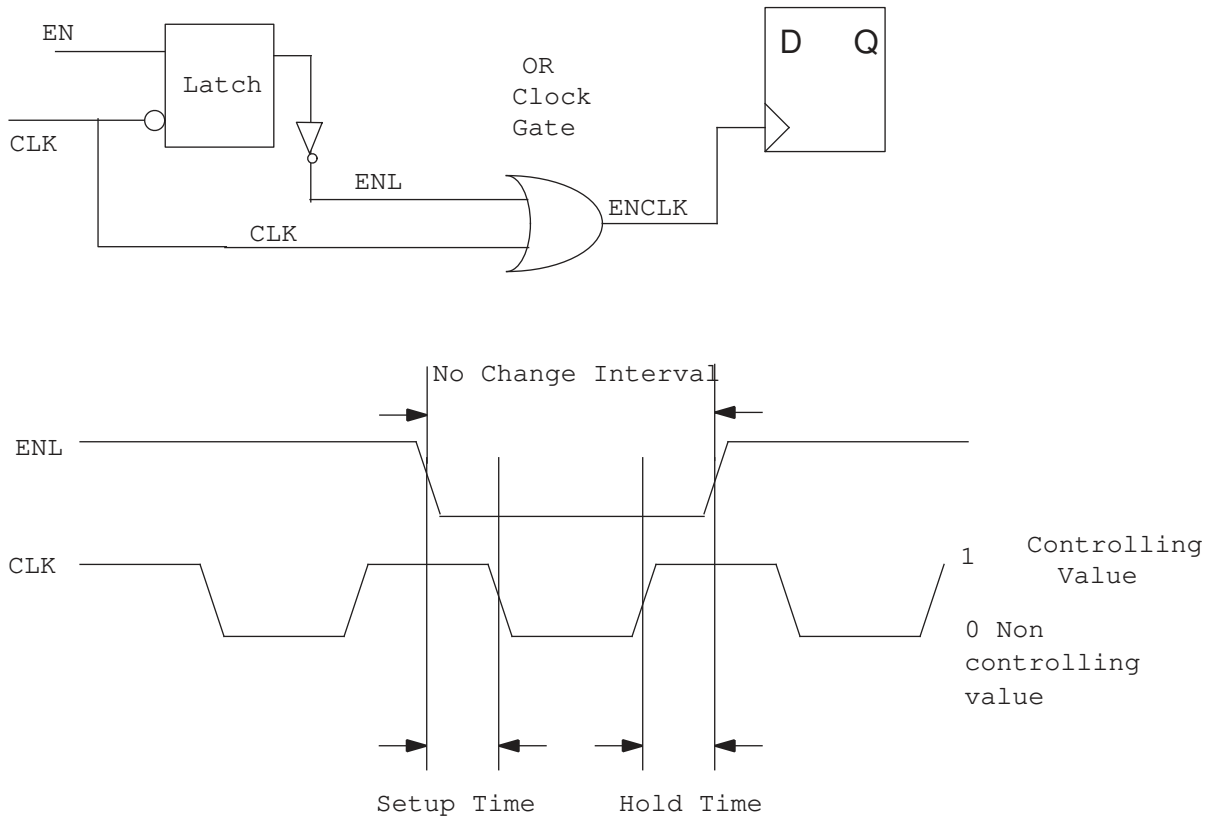 EN
Latch
CLK
OR
Clock
Gate
D Q
ENL
CLK
ENCLK
No Change Interval
ENL
CLK
1 Controlling
Value
0 Non
controlling
value
Setup Time
Hold Time